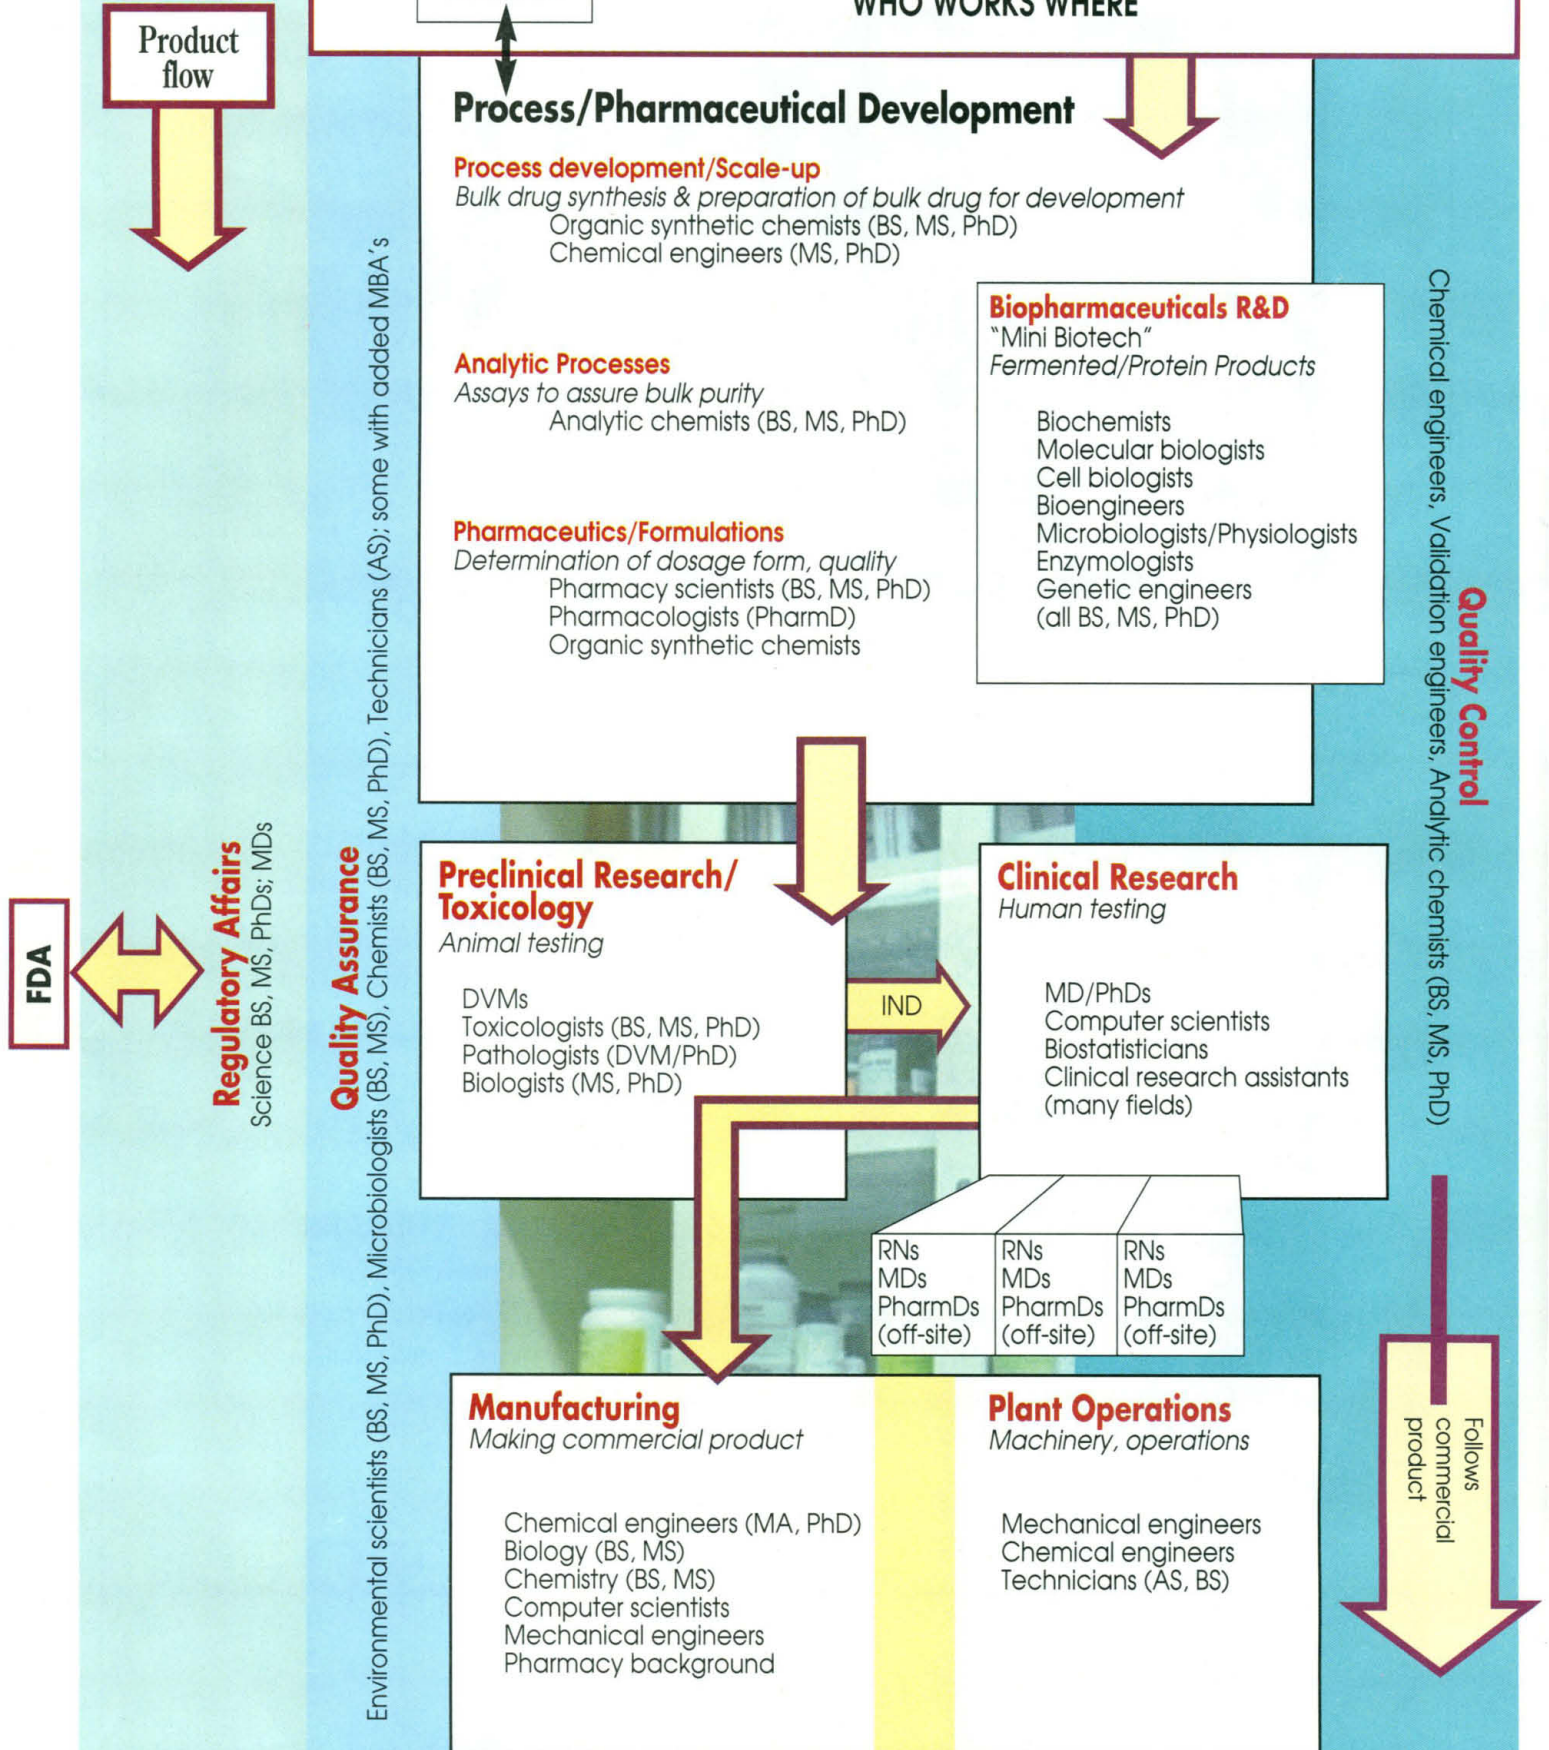 WHO WORKS WHERE
Product
flow
Process/Pharmaceutical Development
Process development/Scale-up
Bulk drug synthesis & preparation of bulk drug for development
Organic synthetic chemists (BS, MS, PhD)
Chemical engineers (MS, PhD)
Analytic Processes
Assays to assure bulk purity
Analytic chemists (BS, MS, PhD)
Pharmaceutics/Formulations
Determination of dosage form, quality
Pharmacy scientists (BS, MS, PhD)
Pharmacologists (PharmD)
Organic synthetic chemists
Biopharmaceuticals R&D
"Mini Biotech"
Fermented/Protein Products
Biochemists
Molecular biologists
Cell biologists
Bioengineers
Microbiologists/Physiologists
Enzymologists
Genetic engineers
(all BS, MS, PhD)
Quality Control
Chemical engineers, Validation engineers, Analytic chemists (BS, MS, PhD)
FDA
Regulatory Affairs
Science BS, MS, PhDs; MDs
Quality Assurance
Environmental scientists (BS, MS, PhD), Microbiologists (BS, MS), Chemists (BS, MS, PhD), Technicians (AS); some with added MBA's
Preclinical Research/
Toxicology
Animal testing
DVMs
Toxicologists (BS, MS, PhD)
Pathologists (DVM/PhD)
Biologists (MS, PhD)
IND
Clinical Research
Human testing
MD/PhDs
Computer scientists
Biostatisticians
Clinical research assistants
(many fields)
RNs
MDs
PharmDs
(off-site)
RNs
MDs
PharmDs
(off-site)
RNs
MDs
PharmDs
(off-site)
Manufacturing
Making commercial product
Chemical engineers (MA, PhD)
Biology (BS, MS)
Chemistry (BS, MS)
Computer scientists
Mechanical engineers
Pharmacy background
Plant Operations
Machinery, operations
Mechanical engineers
Chemical engineers
Technicians (AS, BS)
Follows
commercial
product